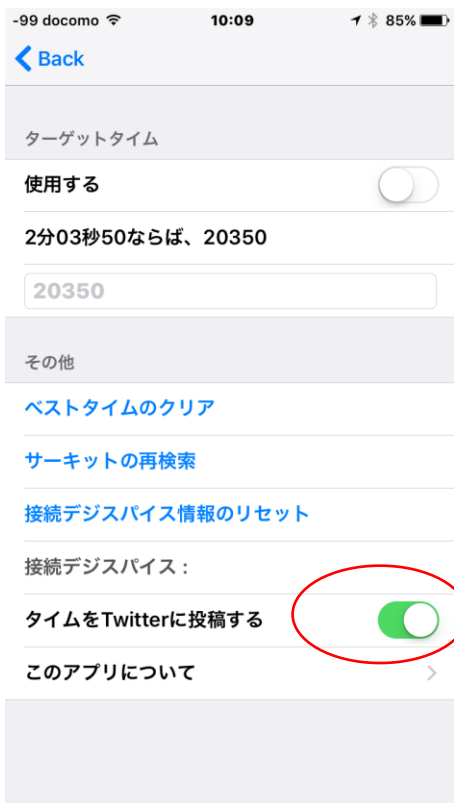 -99 docomo 10:09 85%
Back
ターゲットタイム
使用する
2分03秒50ならば、20350
20350
その他
ベストタイムのクリア
サーキットの再検索
接続デジスパイス情報のリセット
接続デジスパイス :
タイムをTwitterに投稿する
このアプリについて